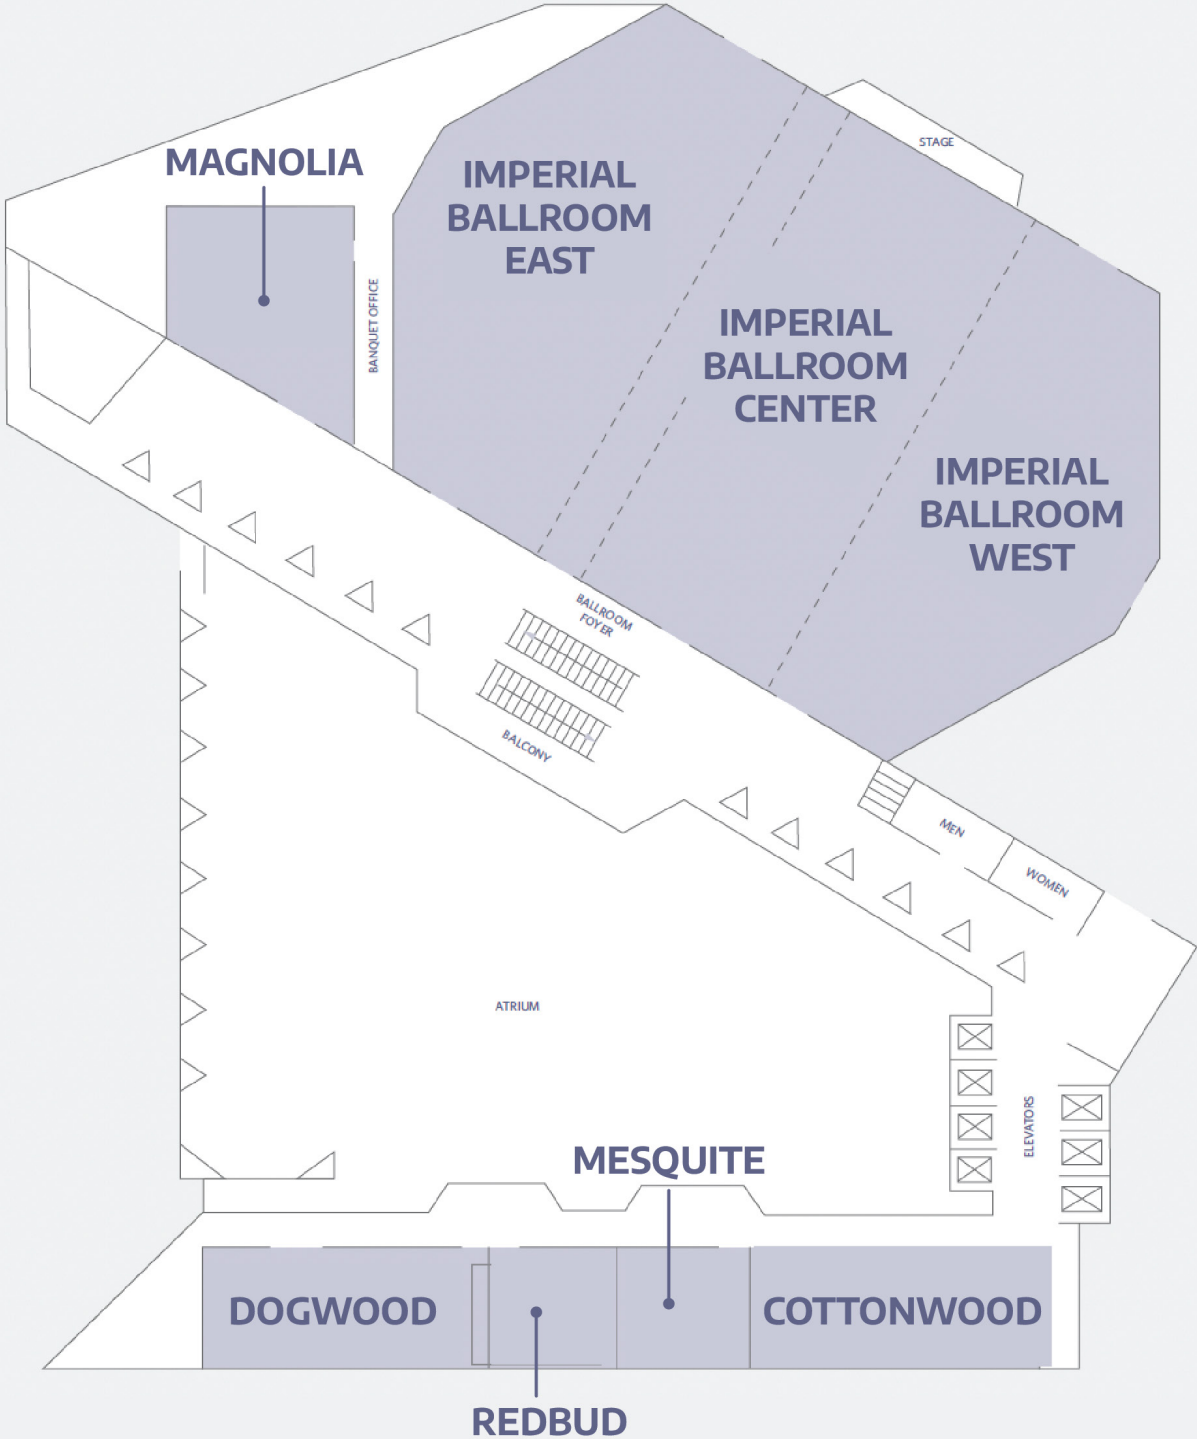 STAGE
MAGNOLIA
IMPERIAL
BALLROOM
EAST
BANQUET OFFICE
IMPERIAL
BALLROOM
CENTER
IMPERIAL
BALLROOM
WEST
BALLROOM
FOYER
BALCONY
MEN
WOMEN
ATRIUM
ELEVATORS
MESQUITE
DOGWOOD
COTTONWOOD
REDBUD